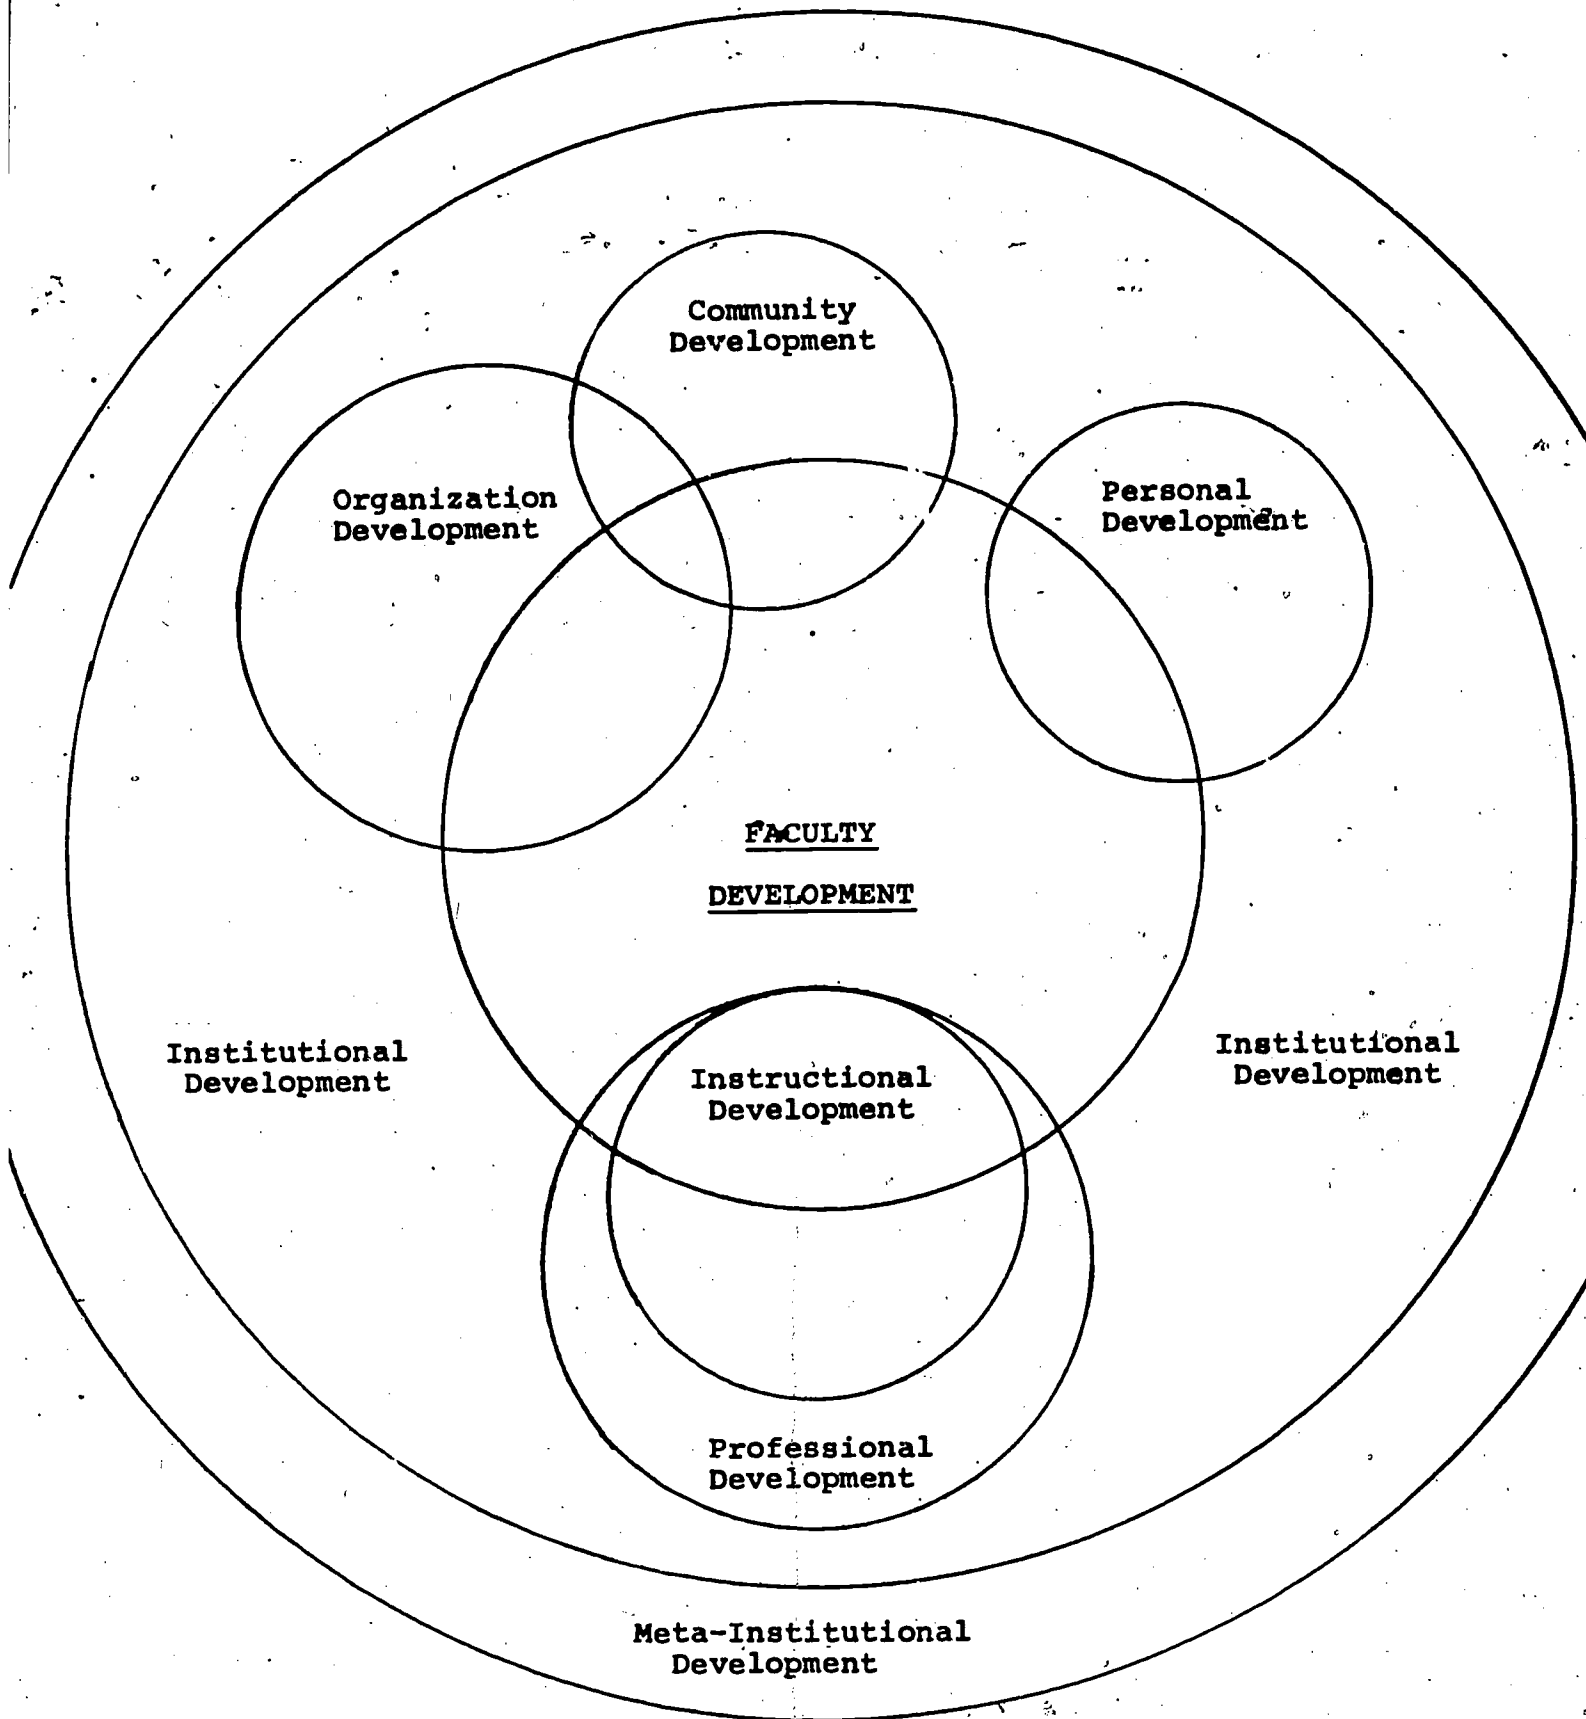 Community
Development
Organization
Development
Personal
Development
FACULTY
DEVELOPMENT
Institutional
Development
Institutional
Development
Instructional
Development
Professional
Development
Meta-Institutional
Development